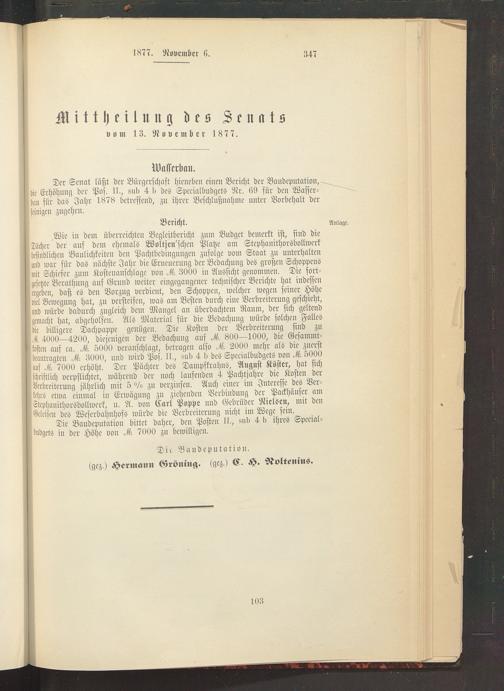 1877. November 6.
347
Mittheilung des Senats
vom 13. November 1877.
Wasserbau.
Der Senat läßt der Bürgerschaft hieneben einen Bericht der Baudeputation,
die Erhöhung der Pos. II., sub 4 b des Specialbudgets Nr. 69 für den Wasser-
bau für das Jahr 1878 betreffend, zu ihrer Beschlußnahme unter Vorbehalt der
seinigen zugehen.
Bericht.
Anlage.
Wie in dem überreichten Begleitbericht zum Budget bemerkt ist, sind die
Dächer der auf dem ehemals Woltjen'schen Platze am Stephanithorsbollwerk
befindlichen Baulichkeiten den Pachtbedingungen zufolge vom Staat zu unterhalten
und war für das nächste Jahr die Erneuerung der Bedachung des großen Schoppens
mit Schiefer zum Kostenanschlage von M. 3000 in Aussicht genommen. Die fort-
gesetzte Berathung auf Grund weiter eingegangener technischer Berichte hat indessen
ergeben, daß es den Vorzug verdient, den Schoppen, welcher wegen seiner Höhe
viel Bewegung hat, zu versteifen, was am Besten durch eine Verbreiterung geschieht,
und würde dadurch zugleich dem Mangel an überdachtem Raum, der sich geltend
gemacht hat, abgeholfen. Als Material für die Bedachung würde solchen Falles
die billigere Dachpappe genügen. Die Kosten der Verbreiterung sind zu
M. 4000—4200, diejenigen der Bedachung auf M. 800—1000, die Gesammt-
kosten auf ca. M. 5000 veranschlagt, betragen also M. 2000 mehr als die zuerst
beantragten M. 3000, und wird Pos. II., sub 4 b des Specialbudgets von M. 5000
auf M. 7000 erhöht. Der Pächter des Dampfkrahns, August Köster, hat sich
schriftlich verpflichtet, während der noch laufenden 4 Pachtjahre die Kosten der
Verbreiterung jährlich mit 5 % zu verzinsen. Auch einer im Interesse des Ver-
kehrs etwa einmal in Erwägung zu ziehenden Verbindung der Packhäuser am
Stephanithorsbollwerk, u. A. von Carl Poppe und Gebrüder Nielsen, mit den
Geleisen des Weserbahnhofs würde die Verbreiterung nicht im Wege sein.
Die Baudeputation bittet daher, den Posten II., sub 4 b ihres Special-
budgets in der Höhe von M. 7000 zu bewilligen.
Die Baudeputation.
(gez.) Hermann Gröning. (gez.) C. H. Noltenius.
103